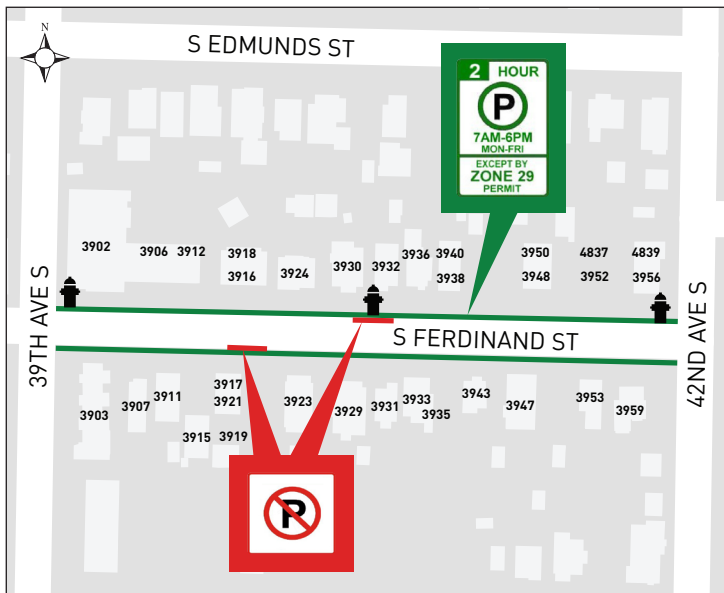 N
S EDMUNDS ST
2 HOUR
P
7AM-6PM
MON-FRI
EXCEPT BY
ZONE 29
PERMIT
3902 3906 3912 3918 3924 3930 3932 3936 3940 3950 4837 4839
3916 3938 3948 3952 3956
39TH AVE S
S FERDINAND ST
42ND AVE S
3903 3907 3911 3917 3923 3929 3931 3933 3943 3947 3953 3959
3921 3935
3915 3919
P